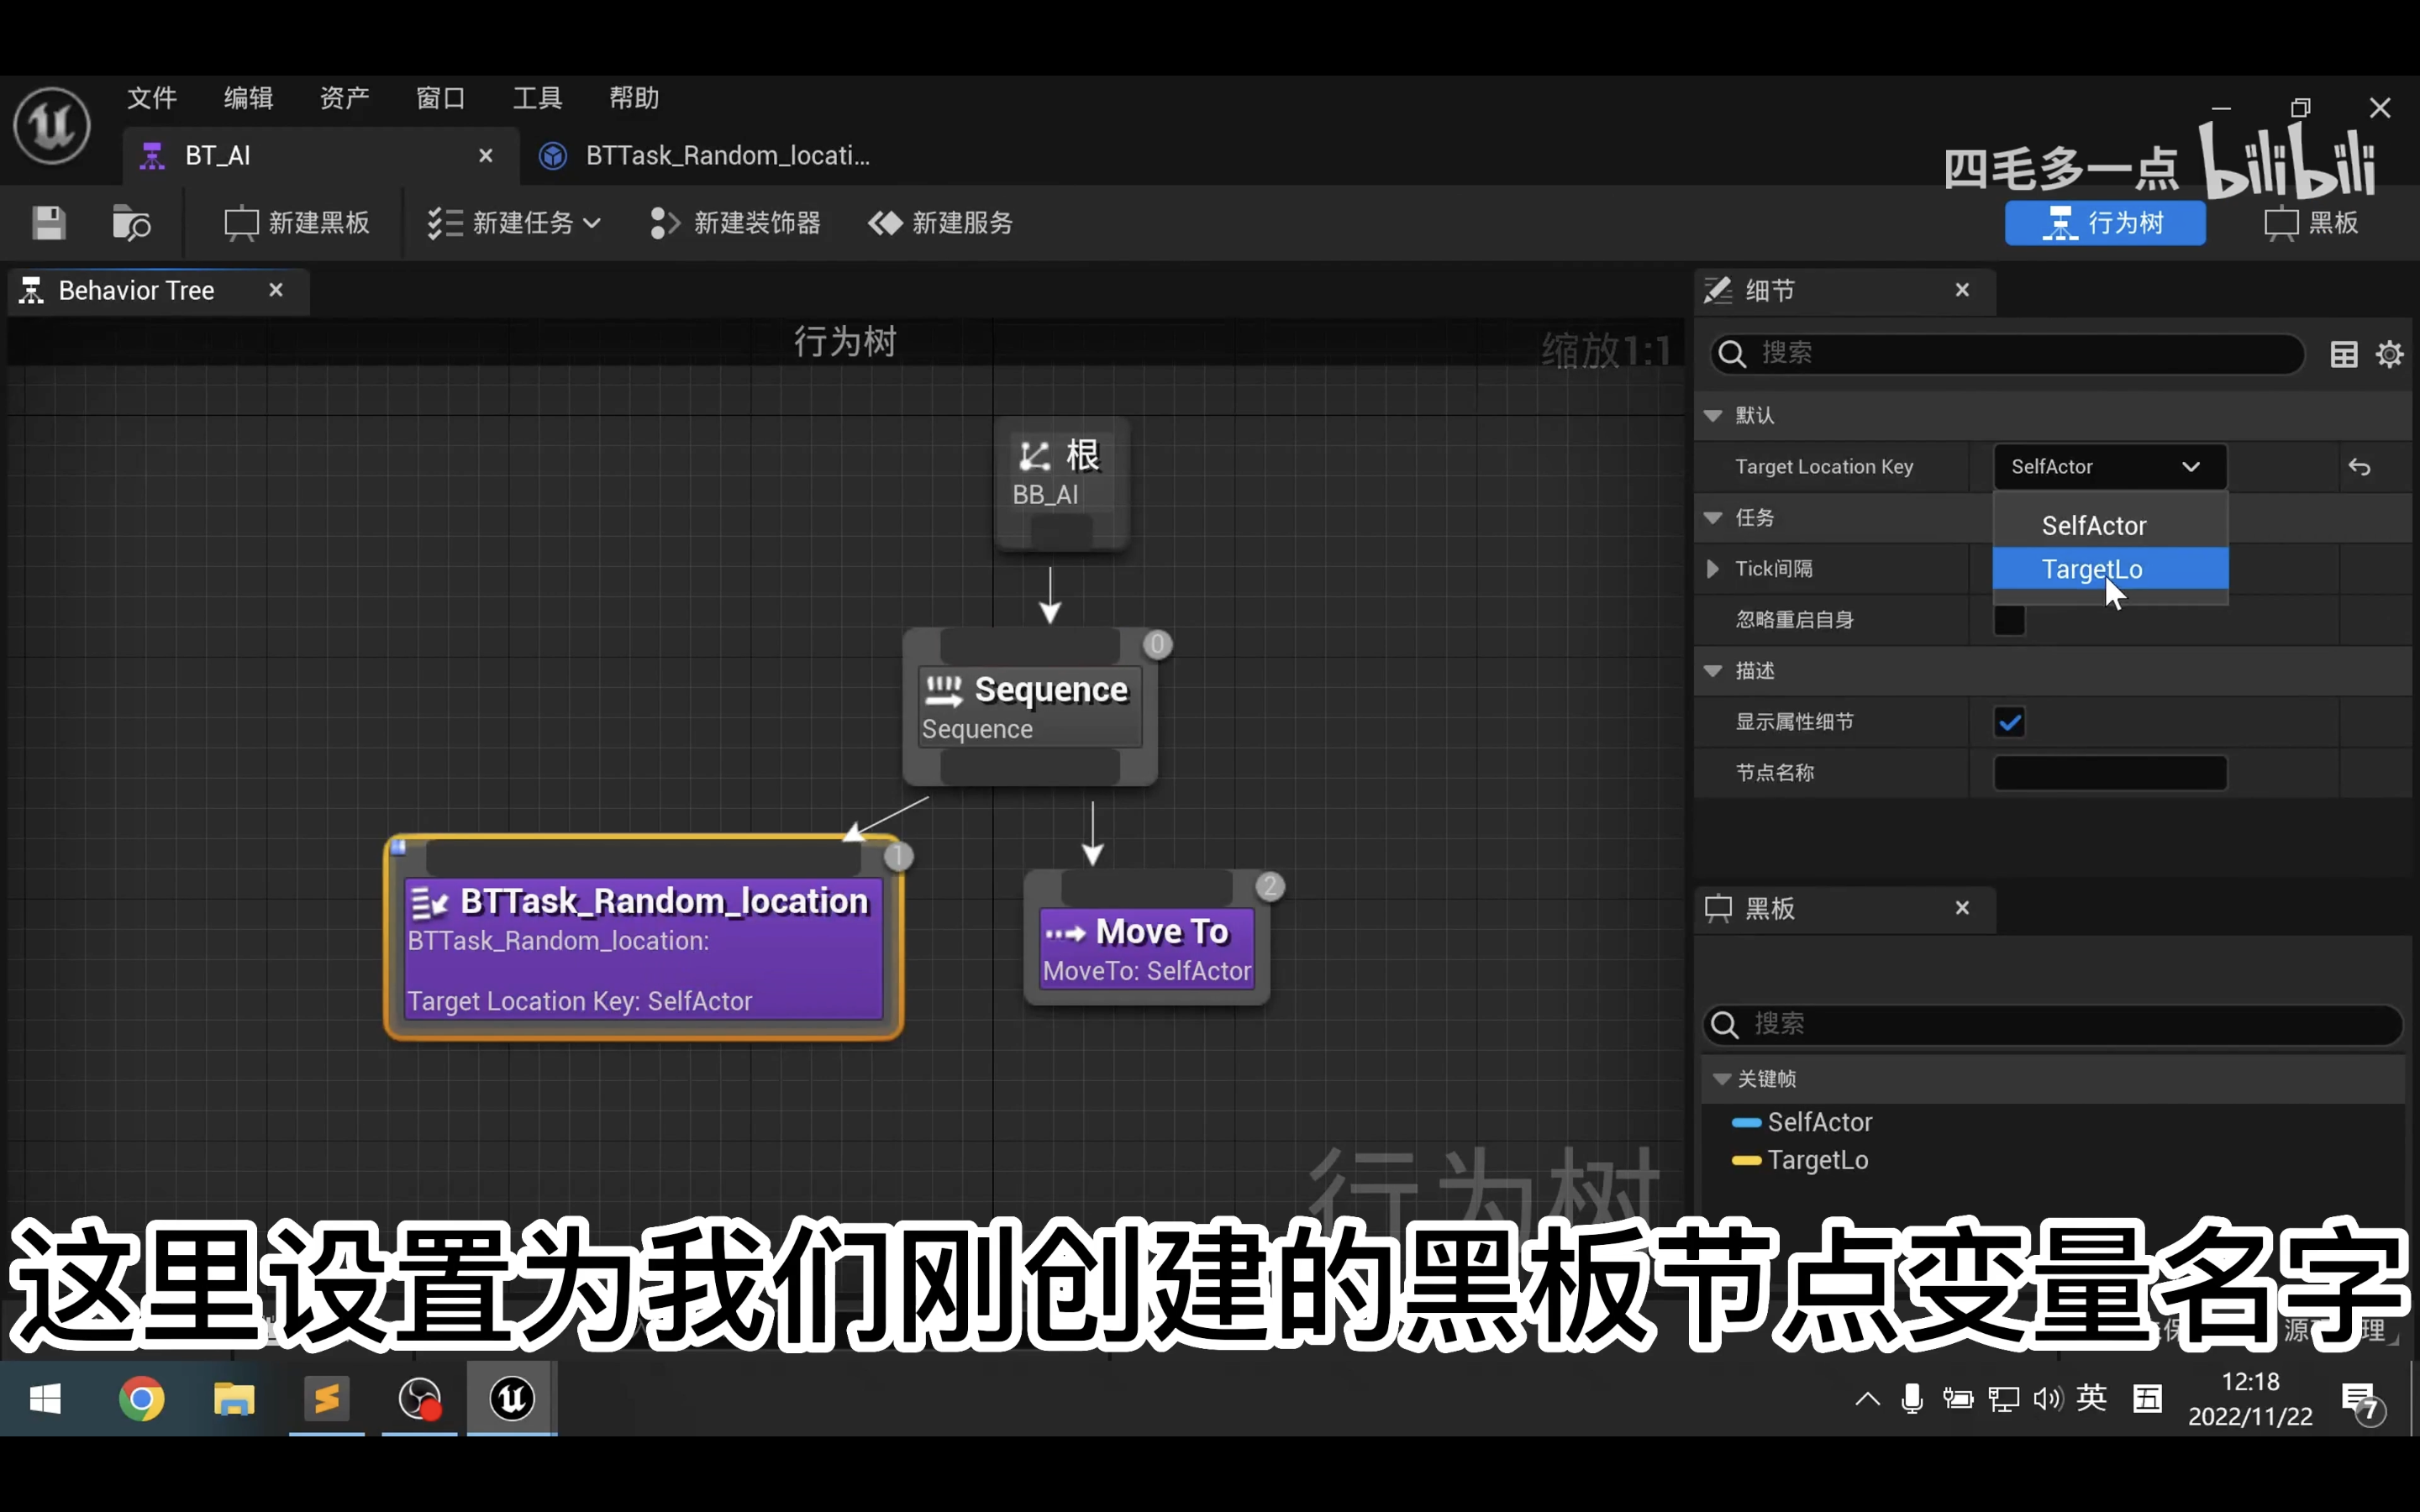 文件 编辑 资产 窗口 工具 帮助
BT_AI
BTTask_Random_locati...
四毛多一点 bilibili
新建黑板 新建任务 新建装饰器 新建服务
行为树 黑板
Behavior Tree
细节
行为树
缩放1:1
搜索
默认
Target Location Key SelfActor
SelfActor
任务
TargetLo
Tick间隔
忽略重启自身
描述
显示属性细节
节点名称
根
BB_AI
0
Sequence
Sequence
1
BTTask_Random_location
BTTask_Random_location:
Target Location Key: SelfActor
2
Move To
MoveTo: SelfActor
黑板
搜索
关键帧
SelfActor
TargetLo
行为树
这里设置为我们刚创建的黑板节点变量名字
英 五
12:18
2022/11/22
7